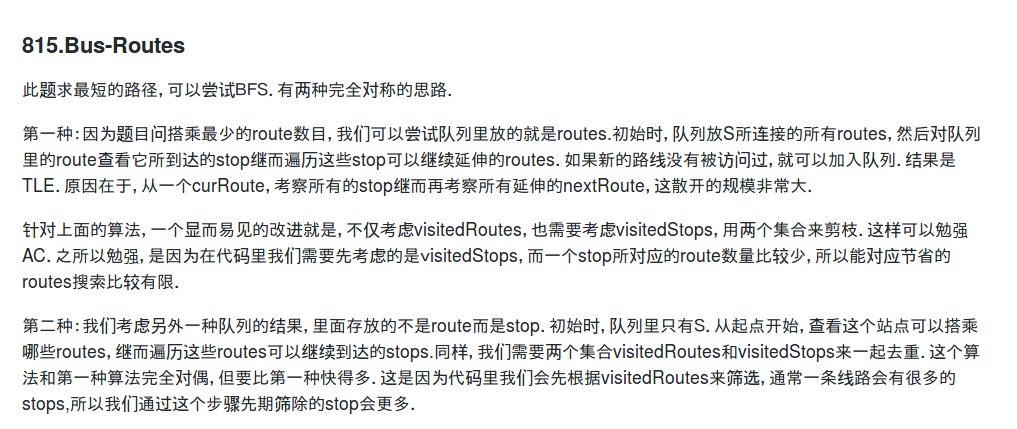 815.Bus-Routes
此题求最短的路径，可以尝试BFS. 有两种完全对称的思路.
第一种：因为题目问搭乘最少的route数目，我们可以尝试队列里放的就是routes.初始时，队列放S所连接的所有routes，然后对队列
里的route查看它所到达的stop继而遍历这些stop可以继续延伸的routes. 如果新的路线没有被访问过，就可以加入队列. 结果是
TLE. 原因在于，从一个curRoute，考察所有的stop继而再考察所有延伸的nextRoute，这散开的规模非常大.
针对上面的算法，一个显而易见的改进就是，不仅考虑visitedRoutes，也需要考虑visitedStops，用两个集合来剪枝. 这样可以勉强
AC. 之所以勉强，是因为在代码里我们需要先考虑的是visitedStops，而一个stop所对应的route数量比较少，所以能对应节省的
routes搜索比较有限.
第二种：我们考虑另外一种队列的结果，里面存放的不是route而是stop. 初始时，队列里只有S. 从起点开始，查看这个站点可以搭乘
哪些routes，继而遍历这些routes可以继续到达的stops.同样，我们需要两个集合visitedRoutes和visitedStops来一起去重. 这个算
法和第一种算法完全对偶，但要比第一种快得多. 这是因为代码里我们会先根据visitedRoutes来筛选，通常一条线路会有很多的
stops,所以我们通过这个步骤先期筛除的stop会更多.